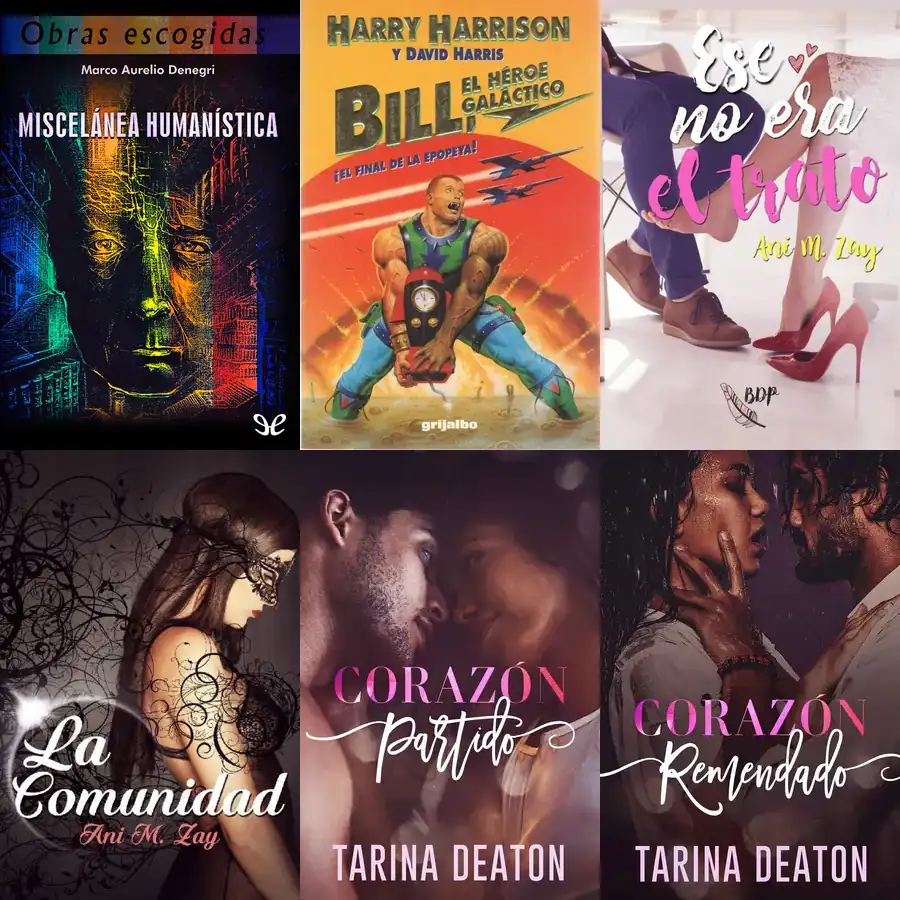 Obras escogidas
Marco Aurelio Denegri
MISCELÁNEA HUMANÍSTICA
HARRY HARRISON
Y DAVID HARRIS
BILL,
EL HÉROE
GALÁCTICO
¡EL FINAL DE LA EPOPEYA!
grijalbo
Ese
no era
el trato
Ani M. Zay
BDP
La
Comunidad
Ani M. Zay
CORAZÓN
Partido
TARINA DEATON
CORAZÓN
Remendado
TARINA DEATON